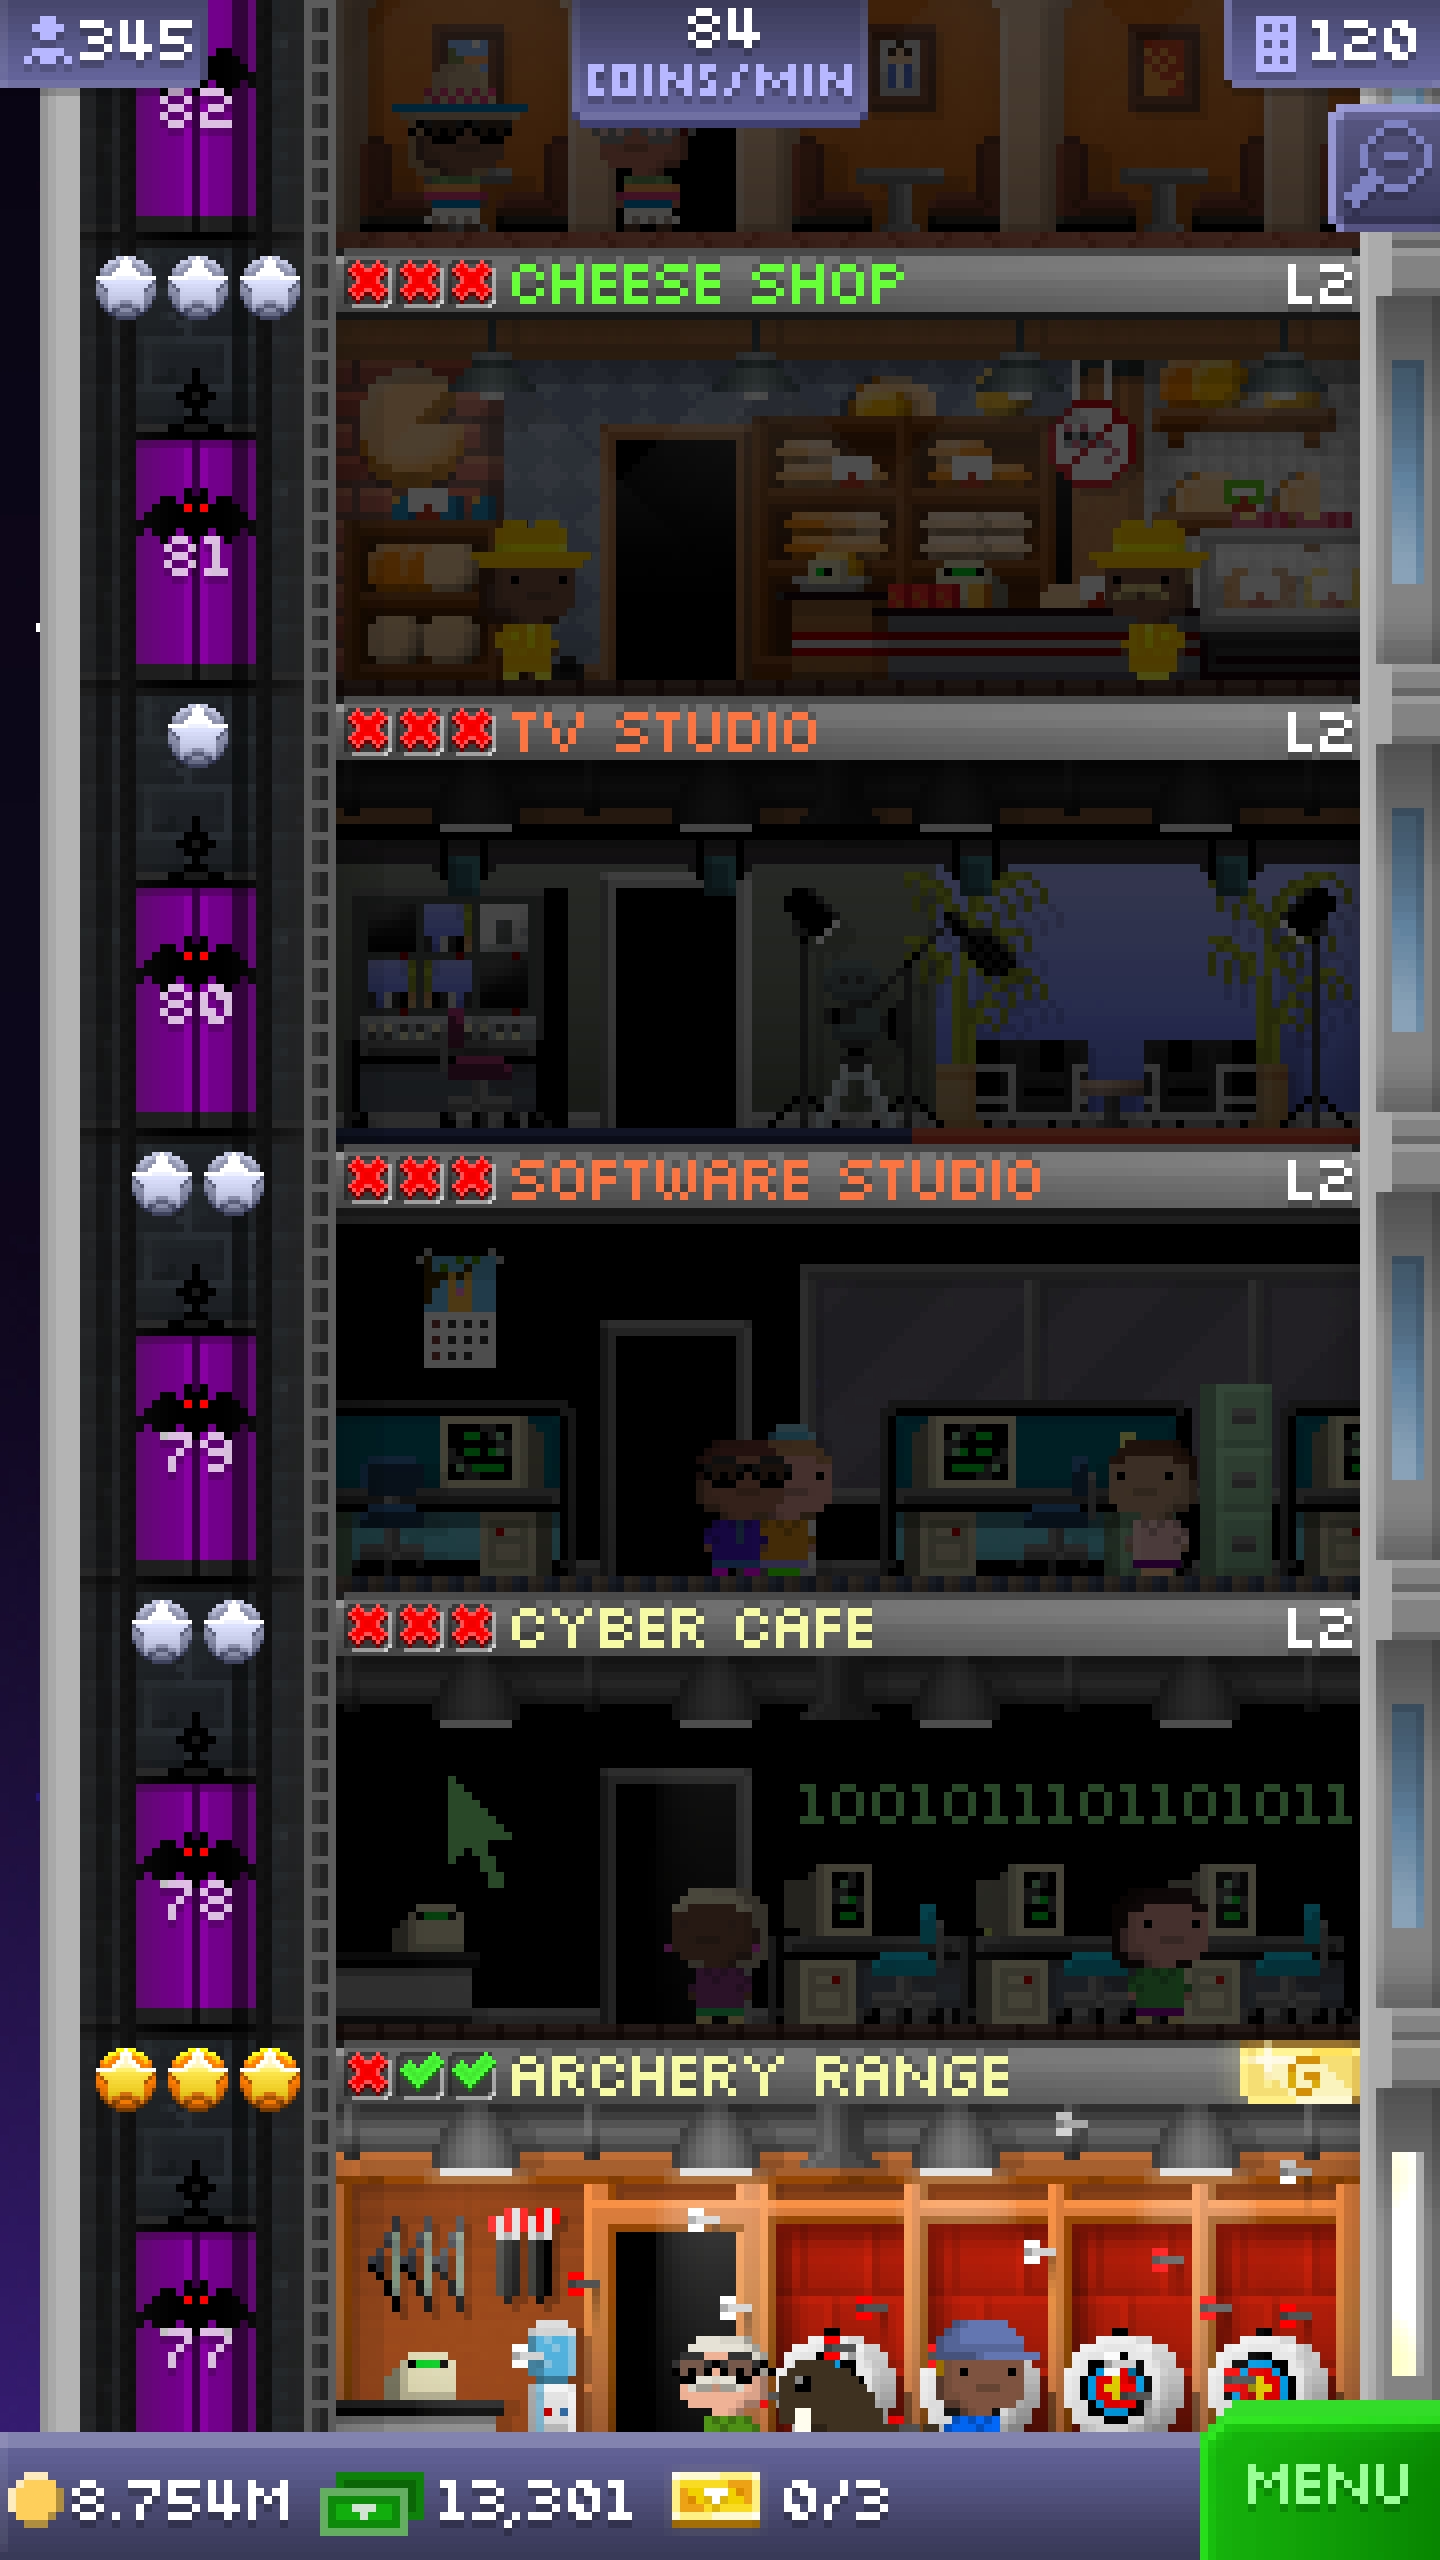 345
84
COINS/MIN
120
82
CHEESE SHOP L2
81
TV STUDIO L2
80
SOFTWARE STUDIO L2
79
CYBER CAFE L2
1001011101101011
78
ARCHERY RANGE G
77
8.754M 13,301 0/3
MENU